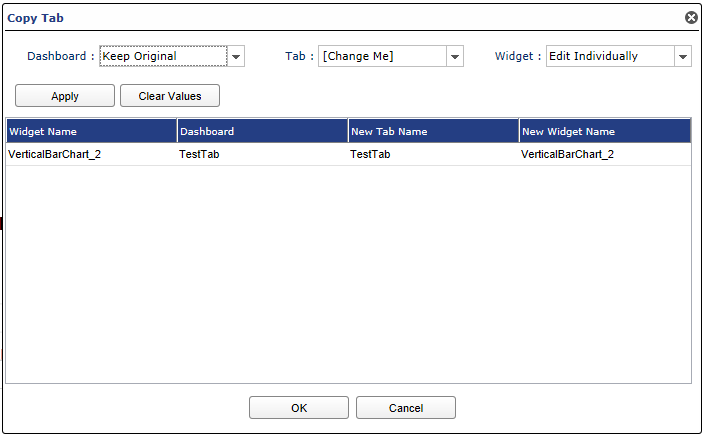 Copy Tab
Dashboard : Keep Original Tab : [Change Me] Widget : Edit Individually
Apply Clear Values
Widget Name Dashboard New Tab Name New Widget Name
VerticalBarChart_2 TestTab TestTab VerticalBarChart_2
OK Cancel